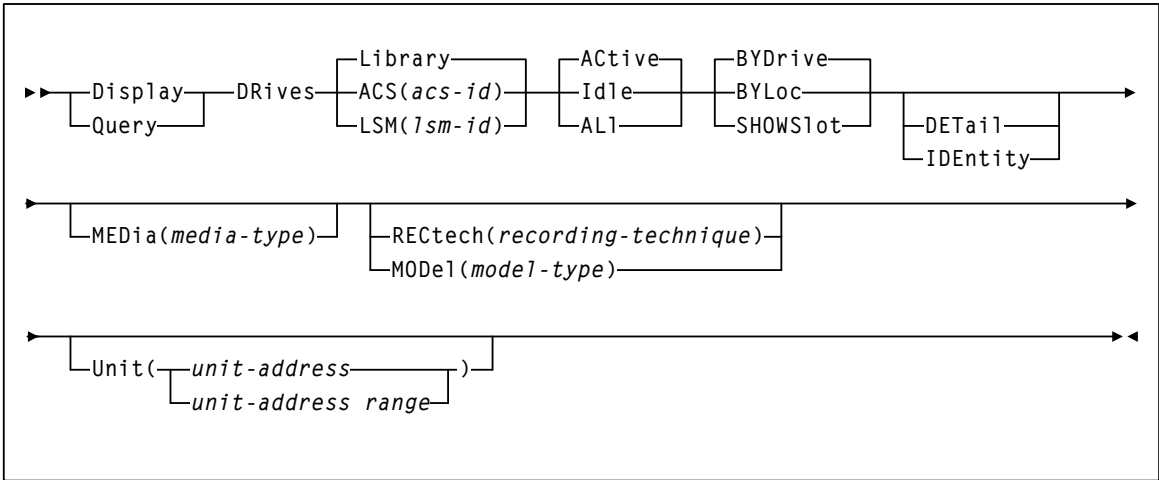 Library ACtive BYDrive
Display DRives ACS(acs-id) Idle BYLoc
Query LSM(lsm-id) ALl SHOWSlot DETail
IDEntity
MEDia(media-type) RECtech(recording-technique)
MODel(model-type)
Unit( unit-address )
unit-address range